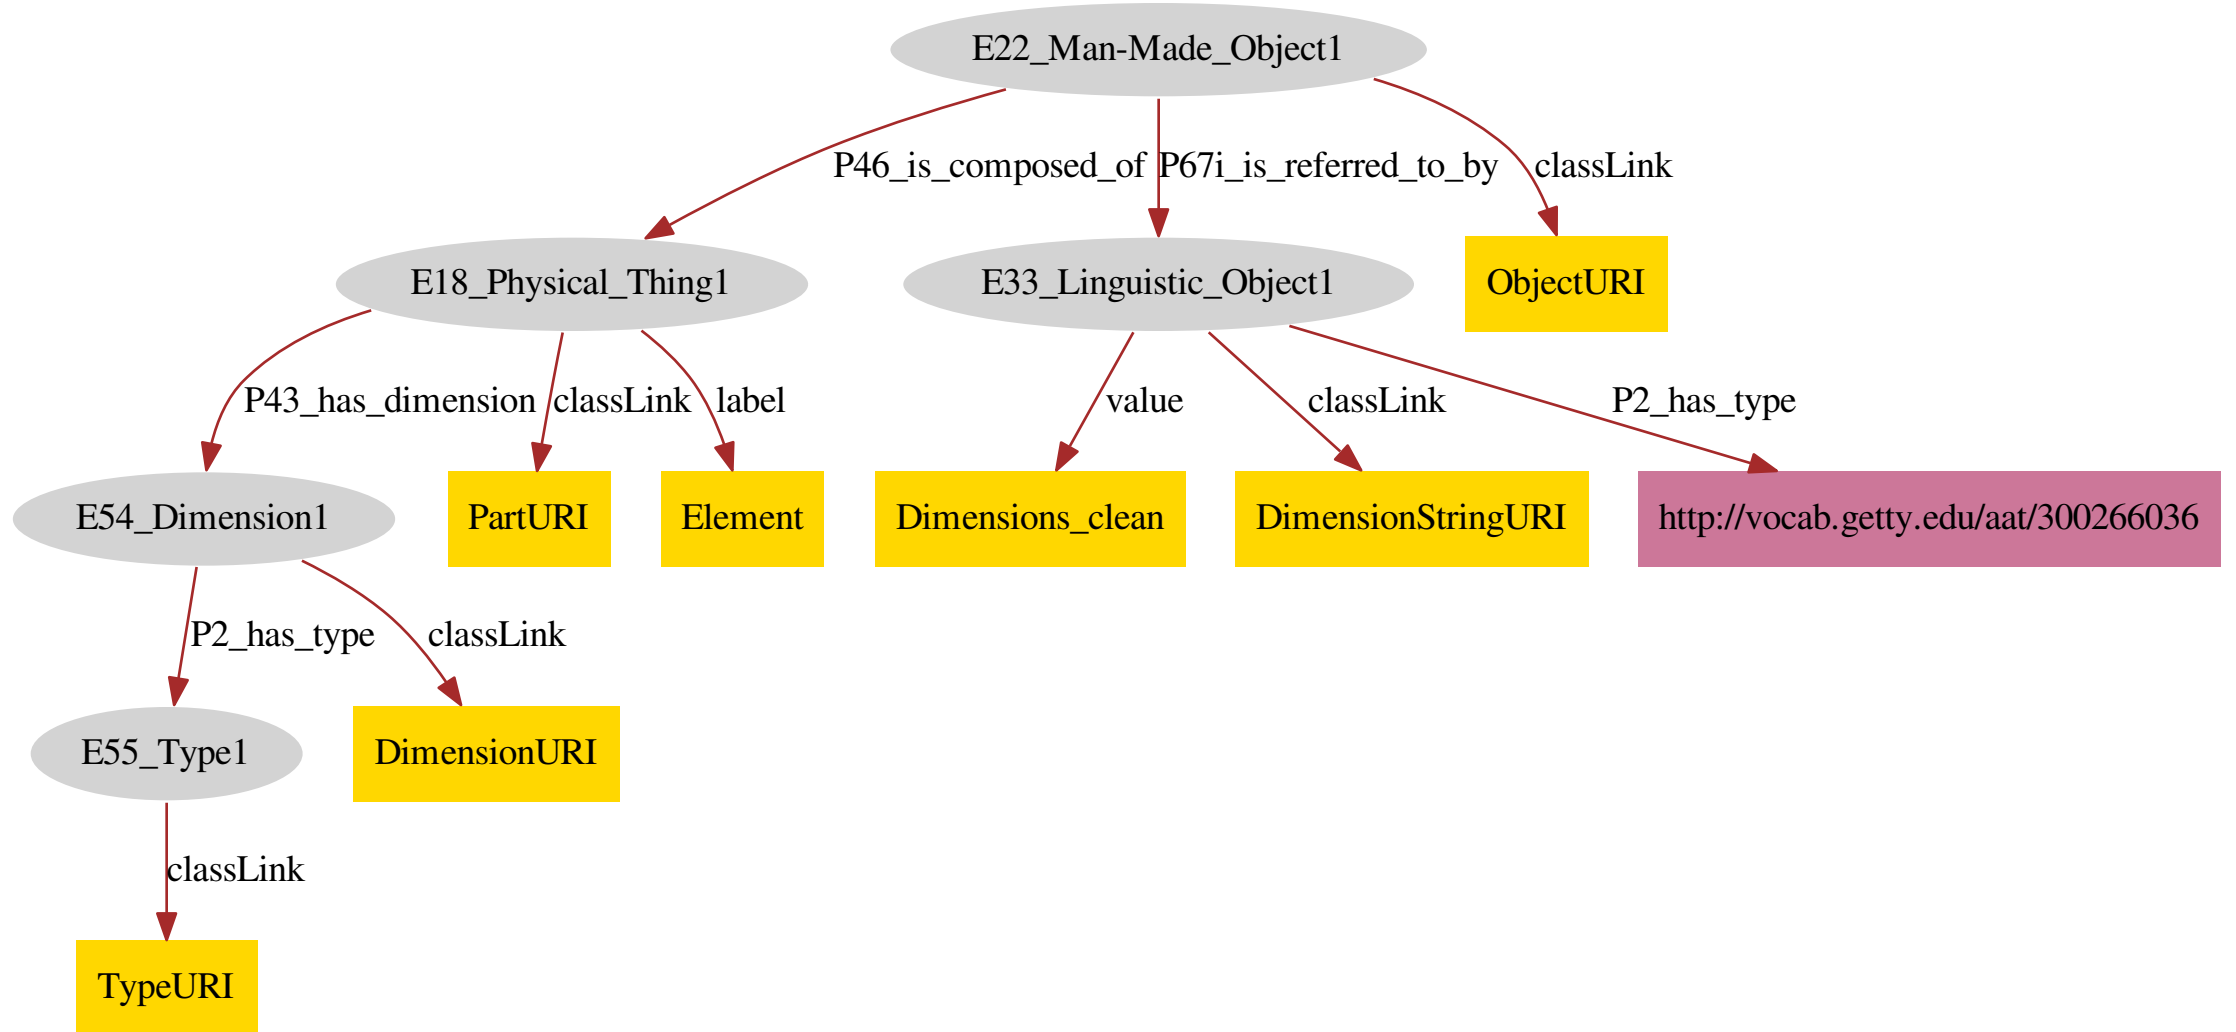 E22_Man-Made_Object1
P46_is_composed_of
P67i_is_referred_to_by
classLink
E18_Physical_Thing1
E33_Linguistic_Object1
ObjectURI
P43_has_dimension
classLink
label
value
classLink
P2_has_type
E54_Dimension1
PartURI
Element
Dimensions_clean
DimensionStringURI
http://vocab.getty.edu/aat/300266036
P2_has_type
classLink
E55_Type1
DimensionURI
classLink
TypeURI